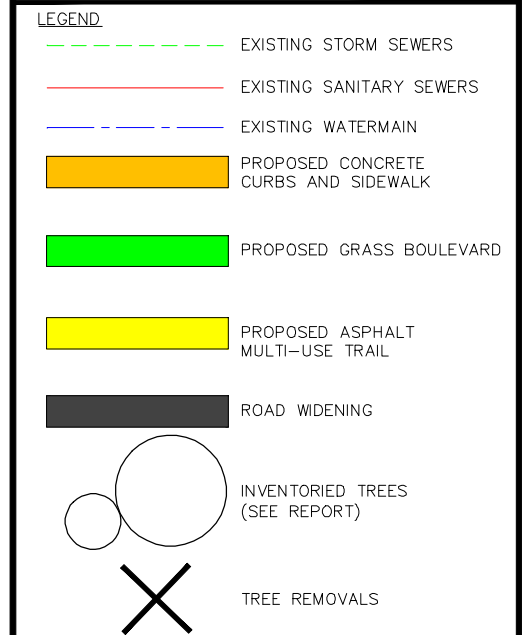 LEGEND
EXISTING STORM SEWERS
EXISTING SANITARY SEWERS
EXISTING WATERMAIN
PROPOSED CONCRETE
CURBS AND SIDEWALK
PROPOSED GRASS BOULEVARD
PROPOSED ASPHALT
MULTI-USE TRAIL
ROAD WIDENING
INVENTORIED TREES
(SEE REPORT)
TREE REMOVALS